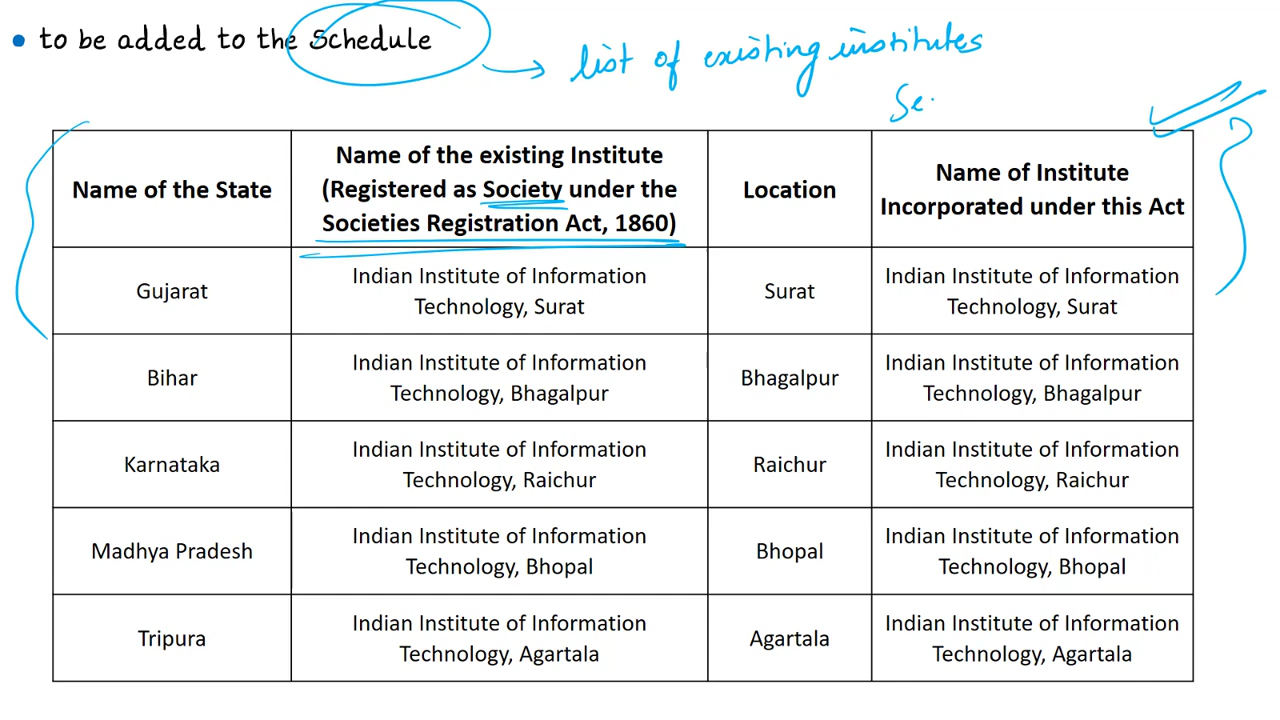 • to be added to the Schedule
list of existing institutes
Se
Name of the State
Name of the existing Institute
(Registered as Society under the
Societies Registration Act, 1860)
Location
Name of Institute
Incorporated under this Act
Gujarat
Indian Institute of Information
Technology, Surat
Surat
Indian Institute of Information
Technology, Surat
Bihar
Indian Institute of Information
Technology, Bhagalpur
Bhagalpur
Indian Institute of Information
Technology, Bhagalpur
Karnataka
Indian Institute of Information
Technology, Raichur
Raichur
Indian Institute of Information
Technology, Raichur
Madhya Pradesh
Indian Institute of Information
Technology, Bhopal
Bhopal
Indian Institute of Information
Technology, Bhopal
Tripura
Indian Institute of Information
Technology, Agartala
Agartala
Indian Institute of Information
Technology, Agartala